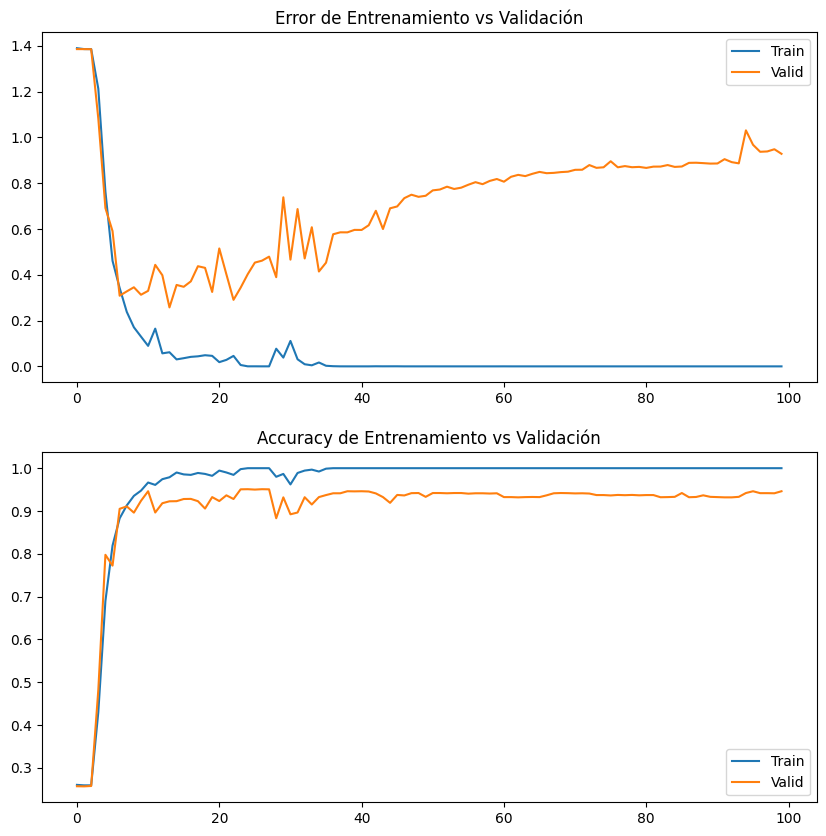 Error de Entrenamiento vs Validación
1.4
1.2
1.0
0.8
0.6
0.4
0.2
0.0
Train
Valid
0 20 40 60 80 100
Accuracy de Entrenamiento vs Validación
1.0
0.9
0.8
0.7
0.6
0.5
0.4
0.3
Train
Valid
0 20 40 60 80 100